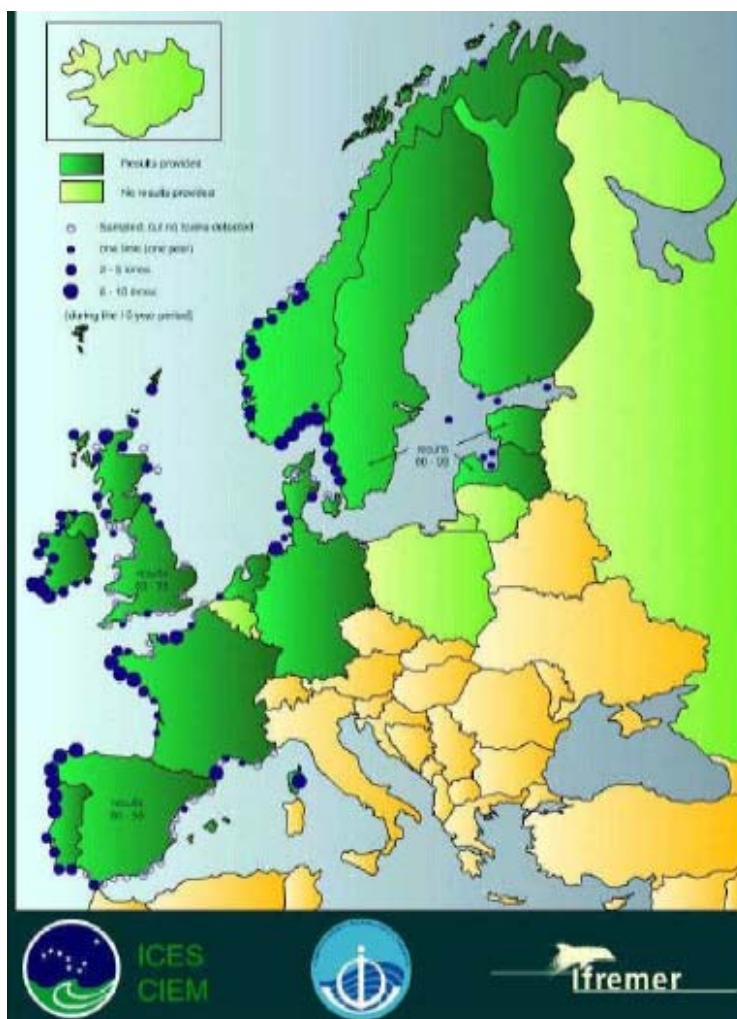 Results provided
No results provided
Sampled, but no toxins detected
One time (one year)
2 - 5 times
6 - 10 times
(during the 10 year period)
results
results
results
ICES
CIEM
Ifremer